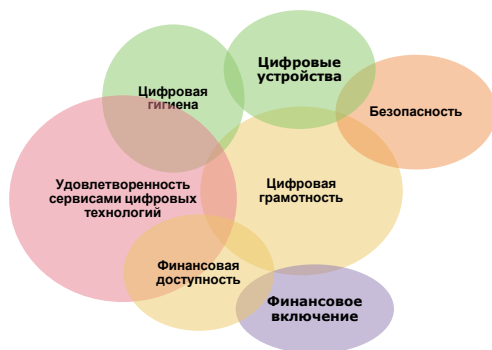 Цифровые
устройства
Цифровая
гигиена
Безопасность
Удовлетворенность
сервисами цифровых
технологий
Цифровая
грамотность
Финансовая
доступность
Финансовое
включение